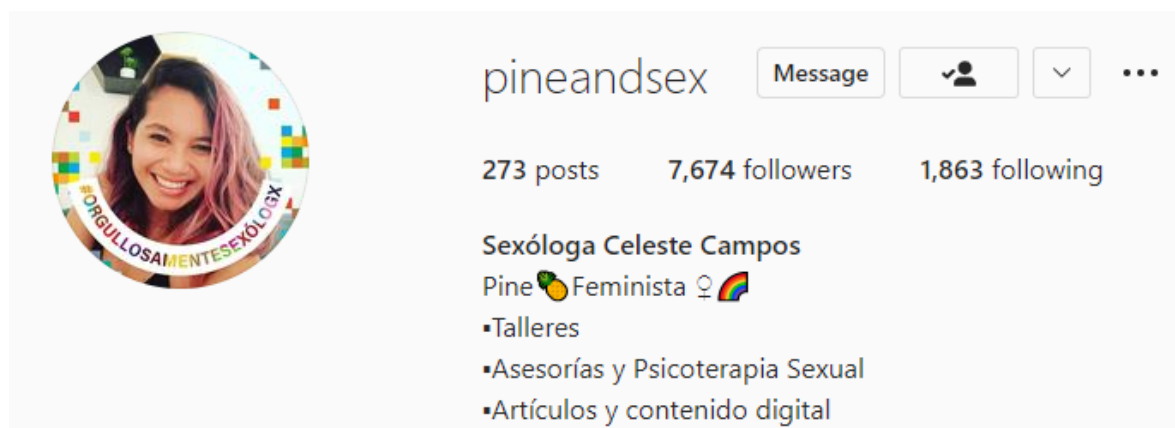 #ORGULLOSAMENTESEXÓLOGX
pineandsex Message
273 posts 7,674 followers 1,863 following
Sexóloga Celeste Campos
Pine🍍Feminista ♀🌈
▪Talleres
▪Asesorías y Psicoterapia Sexual
▪Artículos y contenido digital